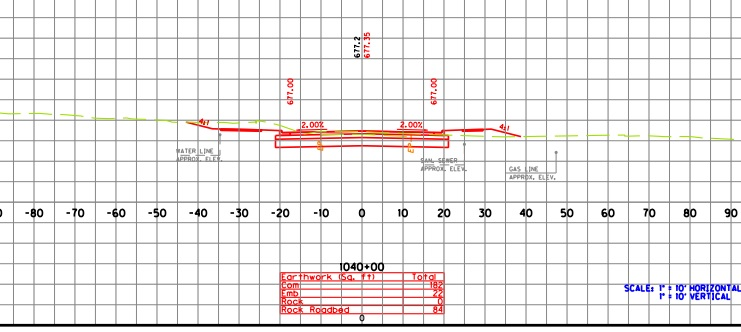 677.2
677.35
677.00
677.00
4:1
2.00%
2.00%
4:1
WATER LINE
APPROX. ELEV.
SAN. SEWER
APPROX. ELEV.
GAS LINE
APPROX. ELEV.
0 -80 -70 -60 -50 -40 -30 -20 -10 0 10 20 30 40 50 60 70 80 90
1040+00
Earthwork (Sq. ft) Total
Com 182
Emb 22
Rock 0
Rock Roadbed 84
0
SCALE: 1" = 10' HORIZONTAL
1" = 10' VERTICAL